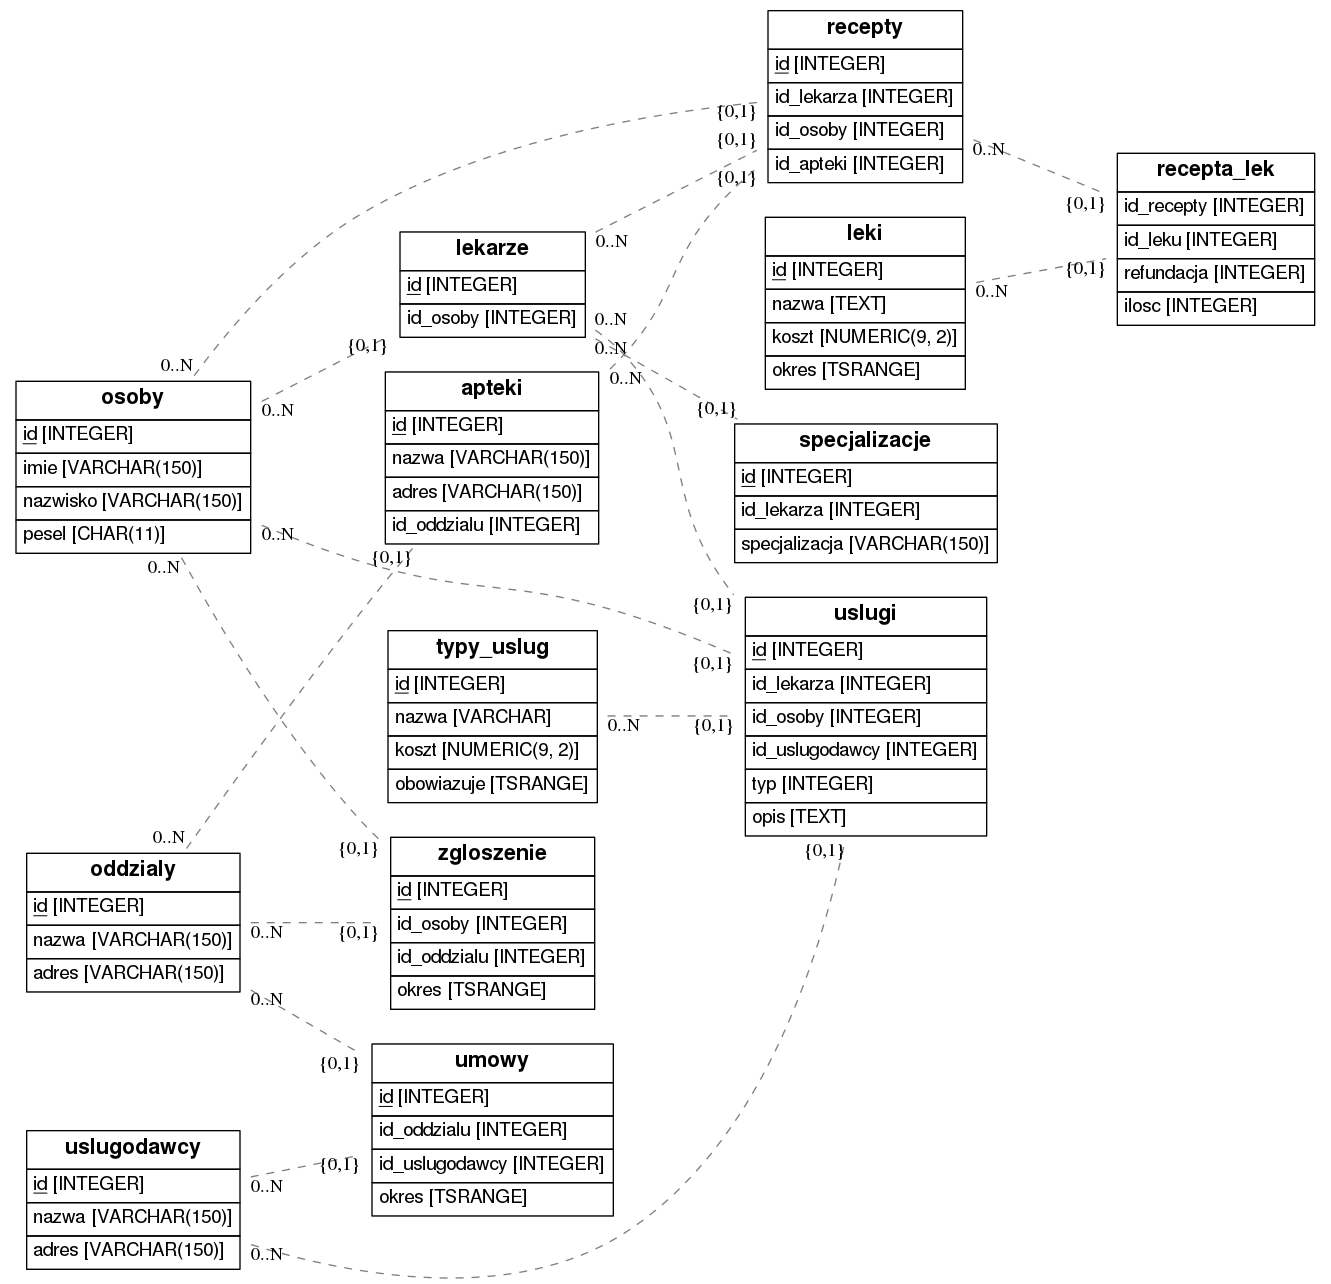 recepty
id [INTEGER]
id_lekarza [INTEGER]
id_osoby [INTEGER]
id_apteki [INTEGER]
{0,1}
{0,1}
{0,1}
0..N
{0,1}
recepta_lek
id_recepty [INTEGER]
id_leku [INTEGER]
refundacja [INTEGER]
ilosc [INTEGER]
leki
id [INTEGER]
nazwa [TEXT]
koszt [NUMERIC(9, 2)]
okres [TSRANGE]
0..N
{0,1}
lekarze
id [INTEGER]
id_osoby [INTEGER]
0..N
0..N
0..N
{0,1}
osoby
id [INTEGER]
imie [VARCHAR(150)]
nazwisko [VARCHAR(150)]
pesel [CHAR(11)]
0..N
0..N
0..N
0..N
apteki
id [INTEGER]
nazwa [VARCHAR(150)]
adres [VARCHAR(150)]
id_oddzialu [INTEGER]
0..N
{0,1}
specjalizacje
id [INTEGER]
id_lekarza [INTEGER]
specjalizacja [VARCHAR(150)]
{0,1}
uslugi
id [INTEGER]
id_lekarza [INTEGER]
id_osoby [INTEGER]
id_uslugodawcy [INTEGER]
typ [INTEGER]
opis [TEXT]
{0,1}
{0,1}
{0,1}
{0,1}
typy_uslug
id [INTEGER]
nazwa [VARCHAR]
koszt [NUMERIC(9, 2)]
obowiazuje [TSRANGE]
0..N
zgloszenie
id [INTEGER]
id_osoby [INTEGER]
id_oddzialu [INTEGER]
okres [TSRANGE]
{0,1}
{0,1}
oddzialy
id [INTEGER]
nazwa [VARCHAR(150)]
adres [VARCHAR(150)]
0..N
0..N
0..N
umowy
id [INTEGER]
id_oddzialu [INTEGER]
id_uslugodawcy [INTEGER]
okres [TSRANGE]
{0,1}
{0,1}
uslugodawcy
id [INTEGER]
nazwa [VARCHAR(150)]
adres [VARCHAR(150)]
0..N
0..N